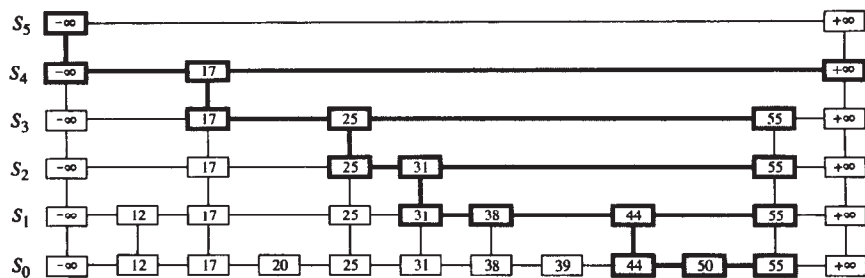 S5 -∞ +∞
S4 -∞ 17 +∞
S3 -∞ 17 25 55 +∞
S2 -∞ 17 25 31 55 +∞
S1 -∞ 12 17 25 31 38 44 55 +∞
S0 -∞ 12 17 20 25 31 38 39 44 50 55 +∞